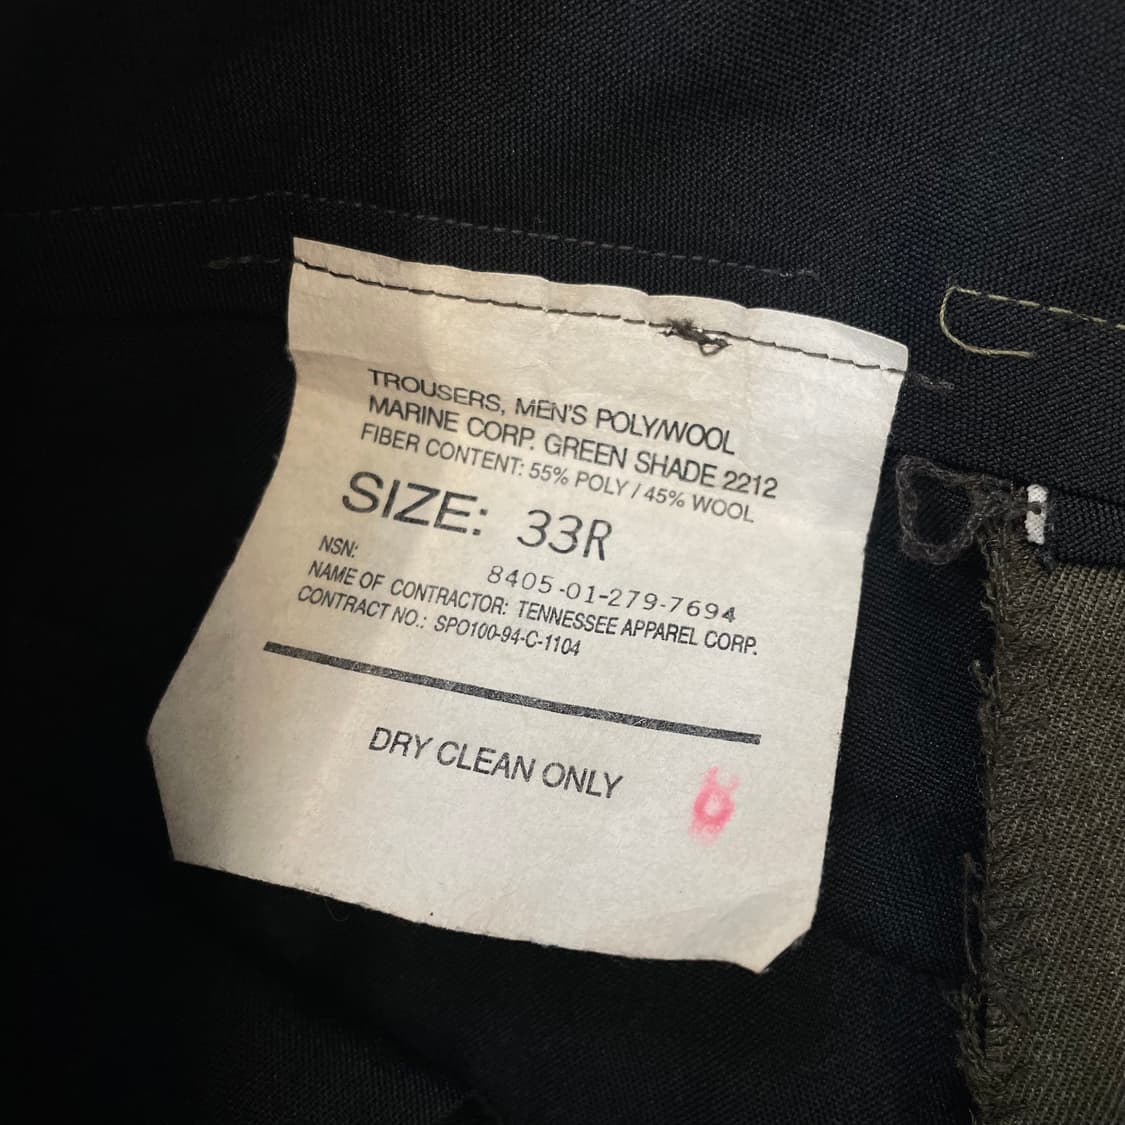 TROUSERS, MEN'S POLY/WOOL
MARINE CORP. GREEN SHADE 2212
FIBER CONTENT: 55% POLY / 45% WOOL
SIZE: 33R
NSN: 8405-01-279-7694
NAME OF CONTRACTOR: TENNESSEE APPAREL CORP.
CONTRACT NO.: SPO100-94-C-1104
DRY CLEAN ONLY